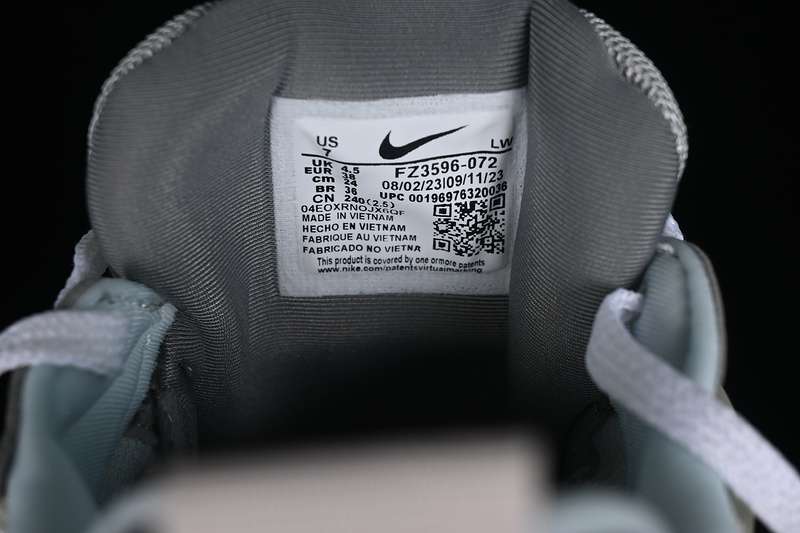 US
7
LW
UK 4.5
EUR 38
cm 24
BR 36
CN 240(2.5)
FZ3596-072
08/02/23|09/11/23
UPC 00196976320036
04EOXRNOJX6QF
MADE IN VIETNAM
HECHO EN VIETNAM
FABRIQUE AU VIETNAM
FABRICADO NO VIETNA
This product is covered by one ormore patents
www.nike.com/patentsvirtualmarking